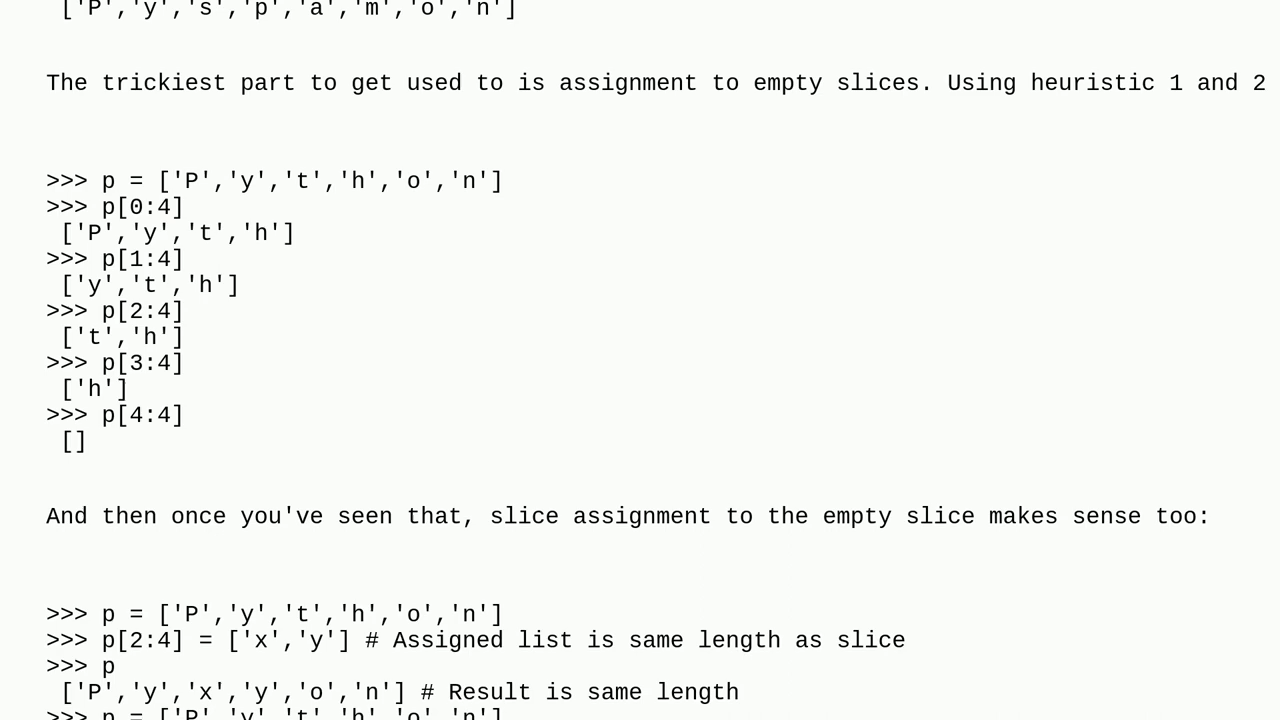 ['P','y','s','p','a','m','o','n']
The trickiest part to get used to is assignment to empty slices. Using heuristic 1 and 2
>>> p = ['P','y','t','h','o','n']
>>> p[0:4]
['P','y','t','h']
>>> p[1:4]
['y','t','h']
>>> p[2:4]
['t','h']
>>> p[3:4]
['h']
>>> p[4:4]
[]
And then once you've seen that, slice assignment to the empty slice makes sense too:
>>> p = ['P','y','t','h','o','n']
>>> p[2:4] = ['x','y'] # Assigned list is same length as slice
>>> p
['P','y','x','y','o','n'] # Result is same length
>>> p = ['P','y','t','h','o','n']